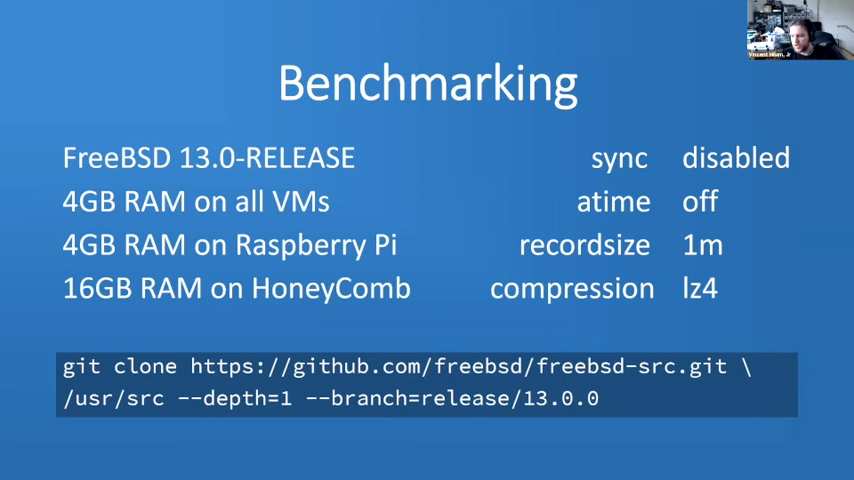 Benchmarking
FreeBSD 13.0-RELEASE
4GB RAM on all VMs
4GB RAM on Raspberry Pi
16GB RAM on HoneyComb
sync disabled
atime off
recordsize 1m
compression lz4
git clone https://github.com/freebsd/freebsd-src.git \
/usr/src --depth=1 --branch=release/13.0.0